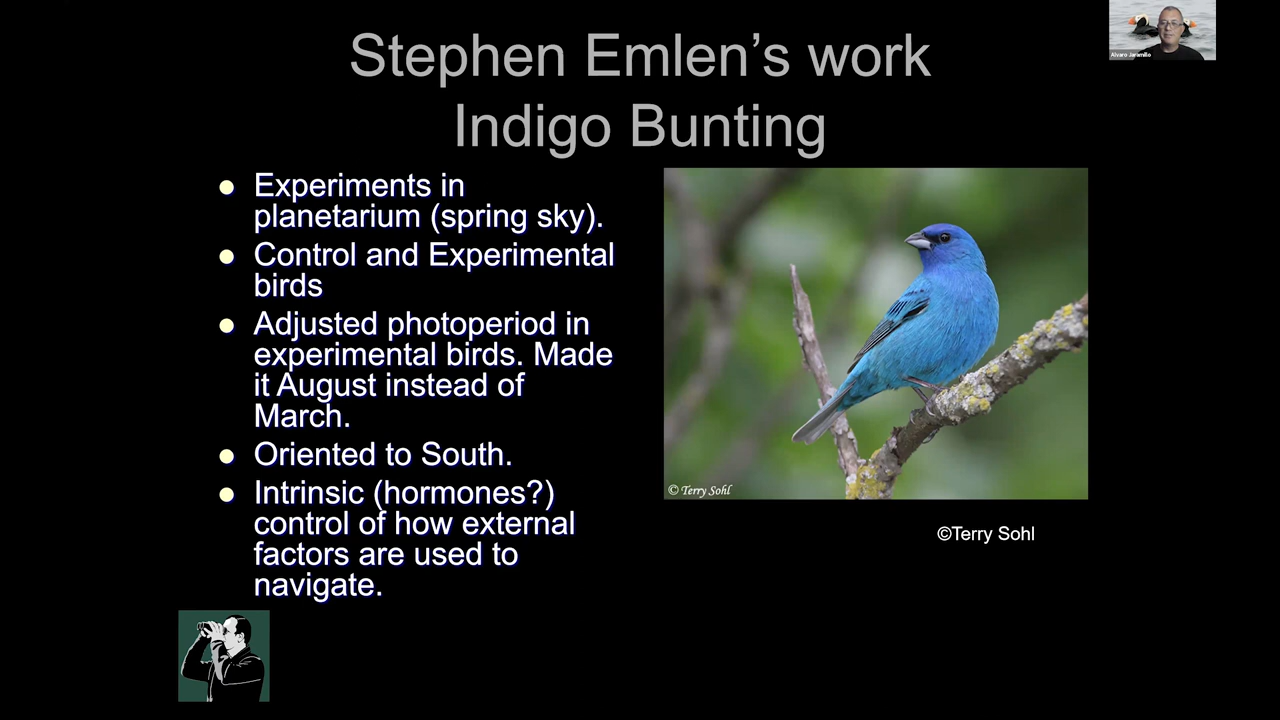 Stephen Emlen’s work
Indigo Bunting
Alvaro Jaramillo
● Experiments in
planetarium (spring sky).
● Control and Experimental
birds
● Adjusted photoperiod in
experimental birds. Made
it August instead of
March.
● Oriented to South.
● Intrinsic (hormones?)
control of how external
factors are used to
navigate.
© Terry Sohl
©Terry Sohl